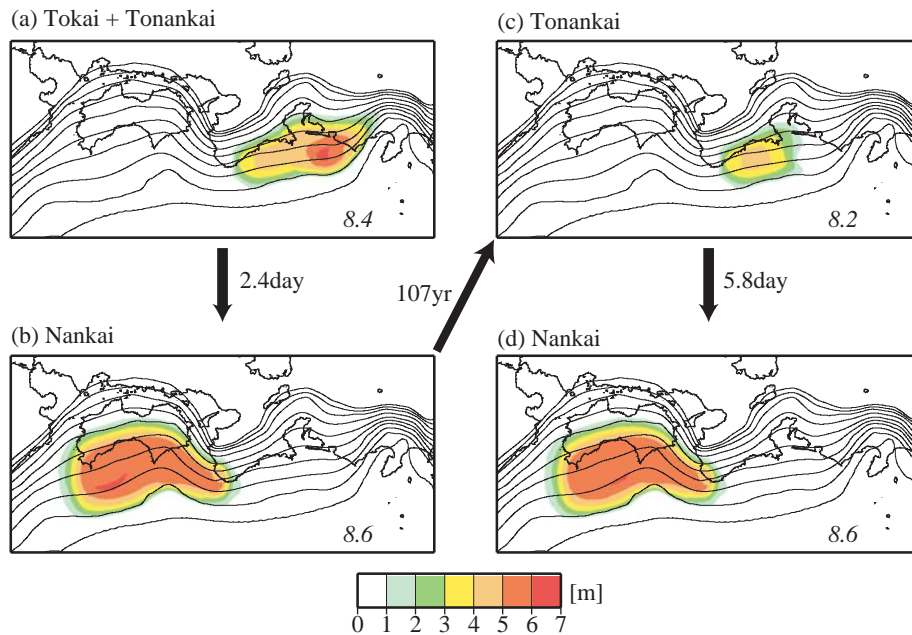 (a) Tokai + Tonankai
(c) Tonankai
8.4
8.2
2.4day
107yr
5.8day
(b) Nankai
(d) Nankai
8.6
8.6
[m]
0 1 2 3 4 5 6 7